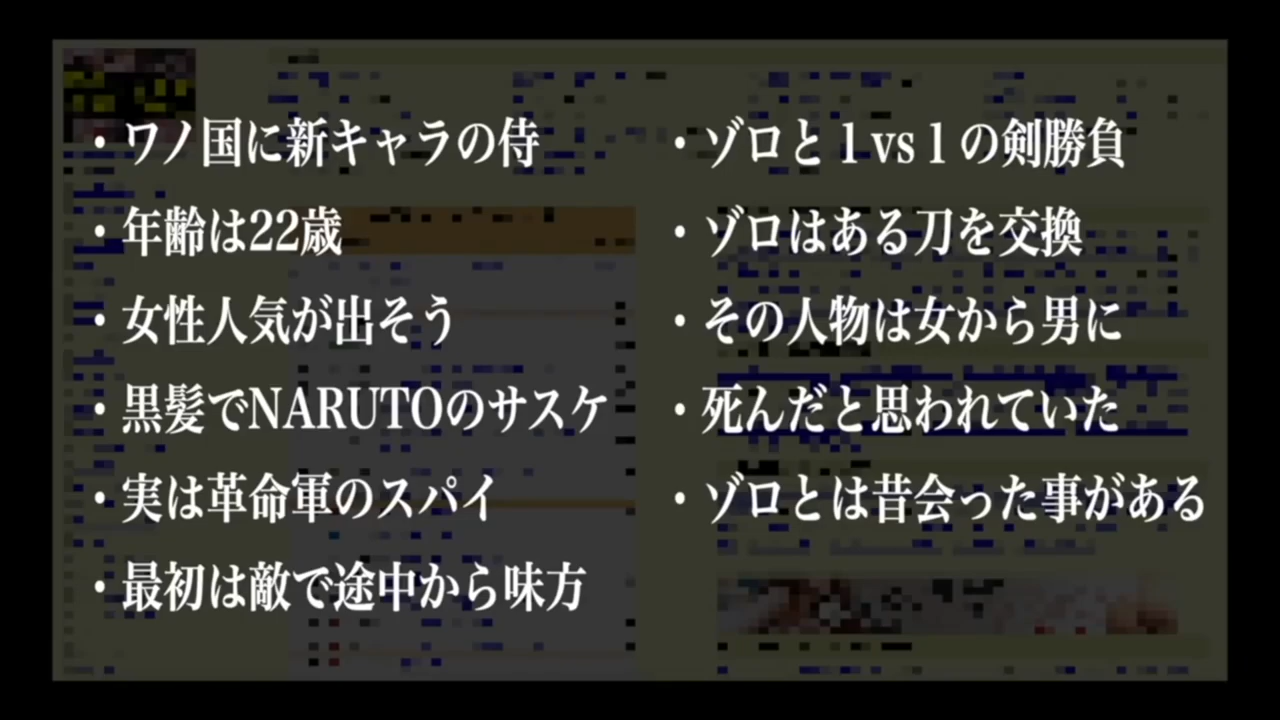 ・ワノ国に新キャラの侍
・年齢は22歳
・女性人気が出そう
・黒髪でNARUTOのサスケ
・実は革命軍のスパイ
・最初は敵で途中から味方
・ゾロと１vs１の剣勝負
・ゾロはある刀を交換
・その人物は女から男に
・死んだと思われていた
・ゾロとは昔会った事がある